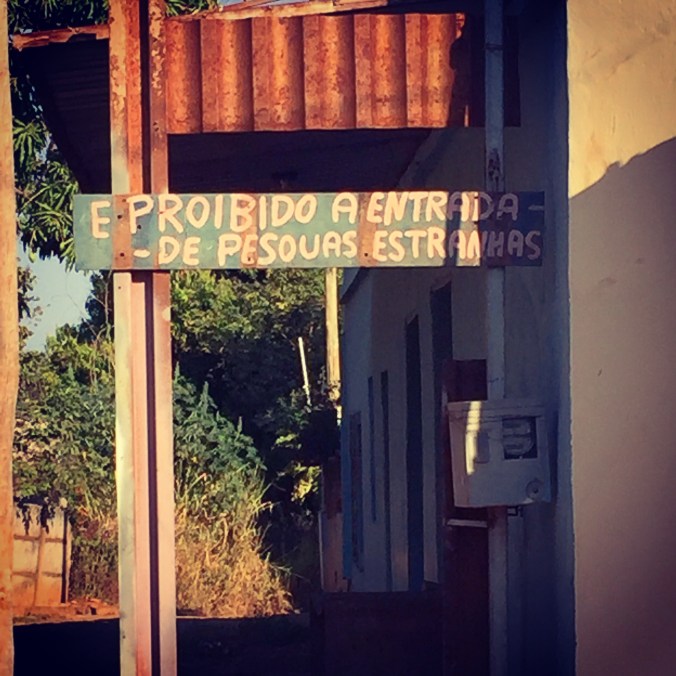 E PROIBIDO A ENTRADA -
- DE PESOUAS ESTRANHAS